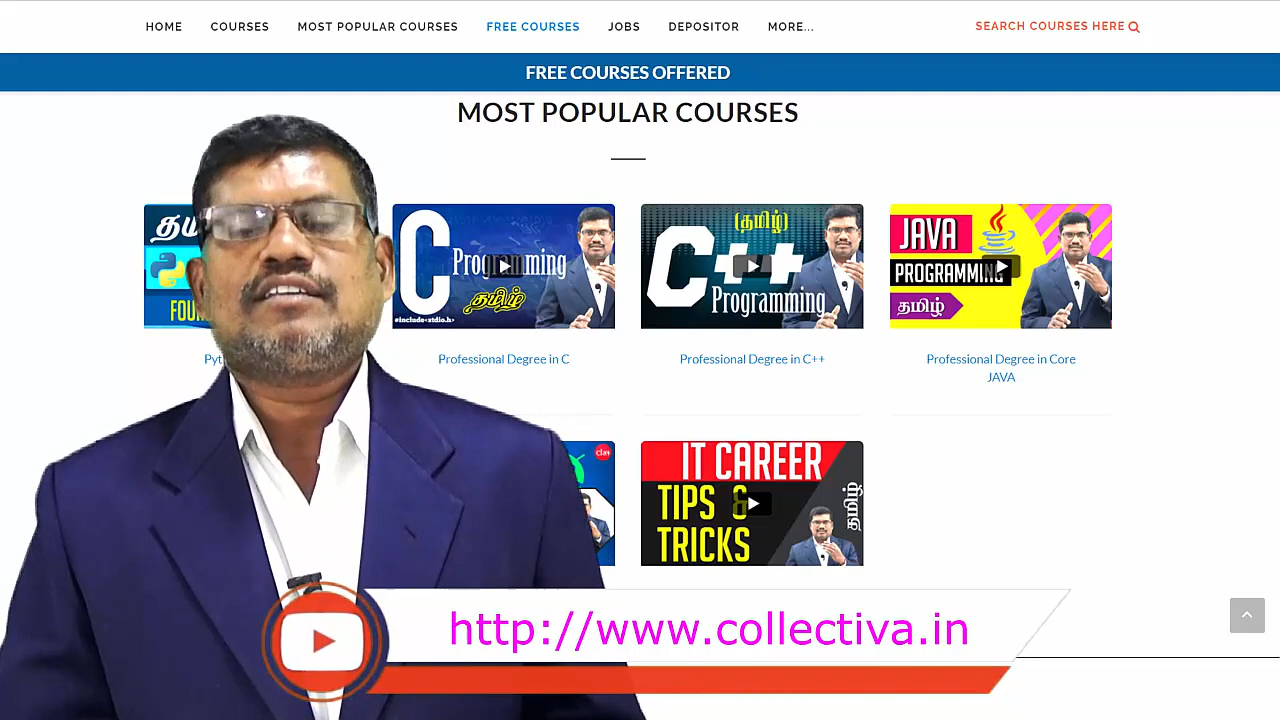 HOME COURSES MOST POPULAR COURSES FREE COURSES JOBS DEPOSITOR MORE... SEARCH COURSES HERE
FREE COURSES OFFERED
MOST POPULAR COURSES
FOUN
C Programming
தமிழ்
#include<stdio.h>
(தமிழ்)
C++
Programming
JAVA
PROGRAMMING
தமிழ்
Professional Degree in C
Professional Degree in C++
Professional Degree in Core
JAVA
IT CAREER
TIPS &
TRICKS
தமிழ்
http://www.collectiva.in